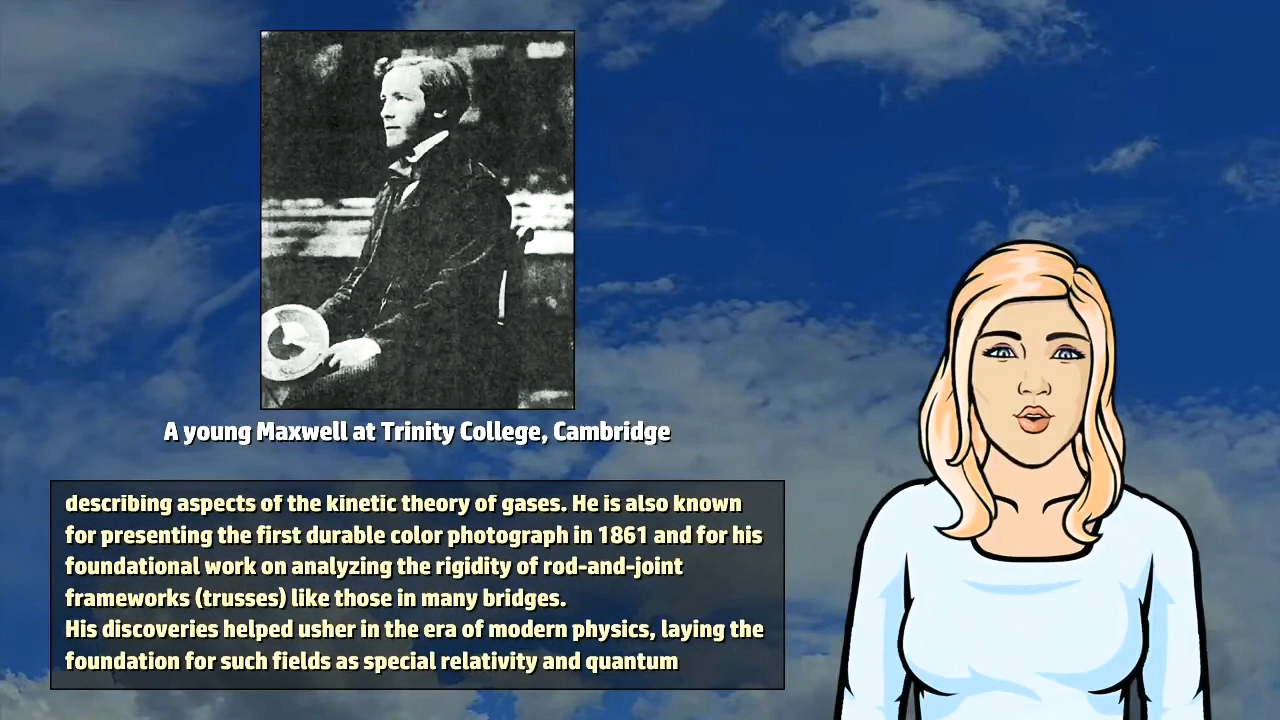 A young Maxwell at Trinity College, Cambridge
describing aspects of the kinetic theory of gases. He is also known
for presenting the first durable color photograph in 1861 and for his
foundational work on analyzing the rigidity of rod-and-joint
frameworks (trusses) like those in many bridges.
His discoveries helped usher in the era of modern physics, laying the
foundation for such fields as special relativity and quantum